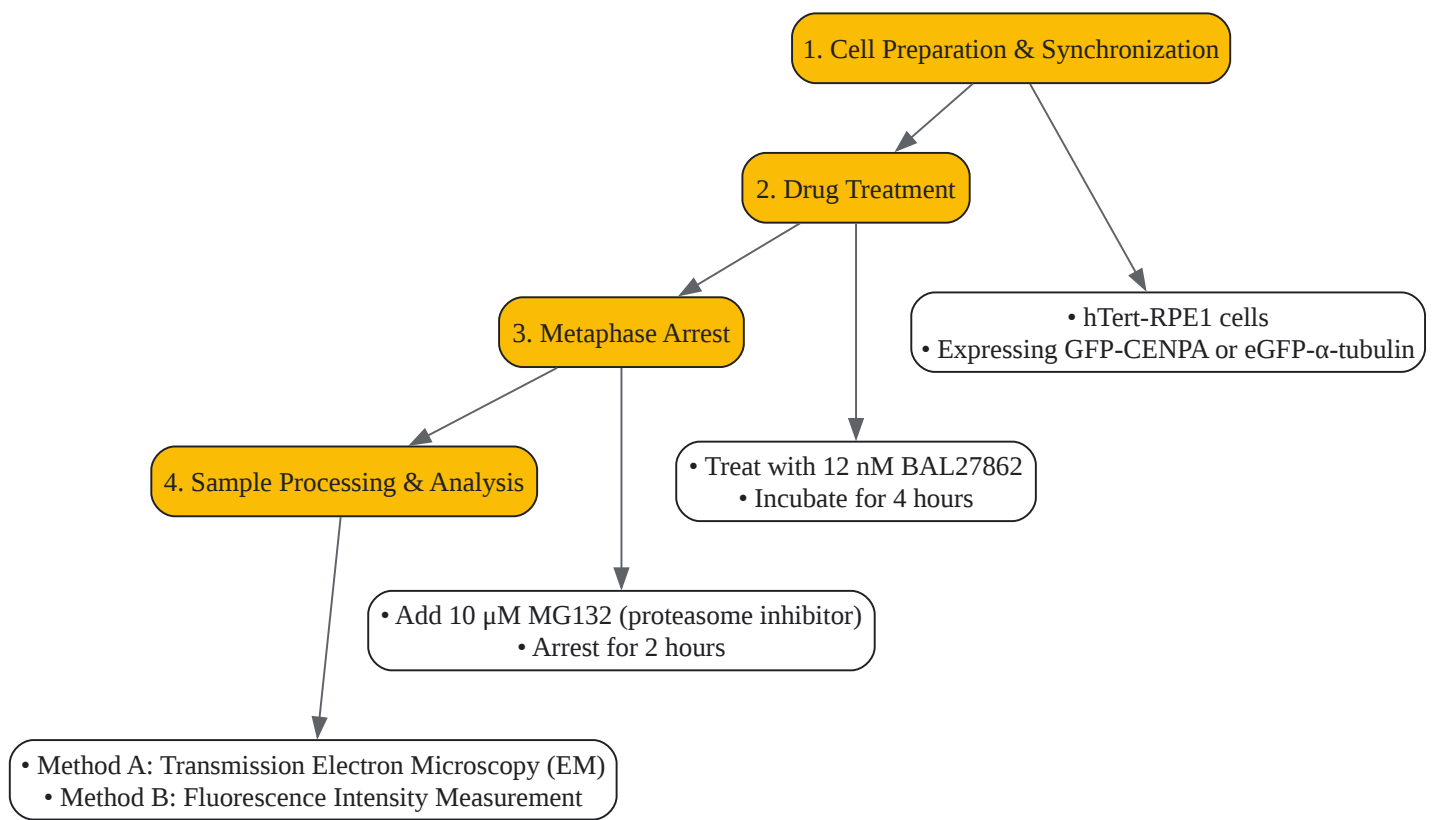 1. Cell Preparation & Synchronization
2. Drug Treatment
• hTert-RPE1 cells
• Expressing GFP-CENPA or eGFP-α-tubulin
3. Metaphase Arrest
• Treat with 12 nM BAL27862
• Incubate for 4 hours
4. Sample Processing & Analysis
• Add 10 μM MG132 (proteasome inhibitor)
• Arrest for 2 hours
• Method A: Transmission Electron Microscopy (EM)
• Method B: Fluorescence Intensity Measurement